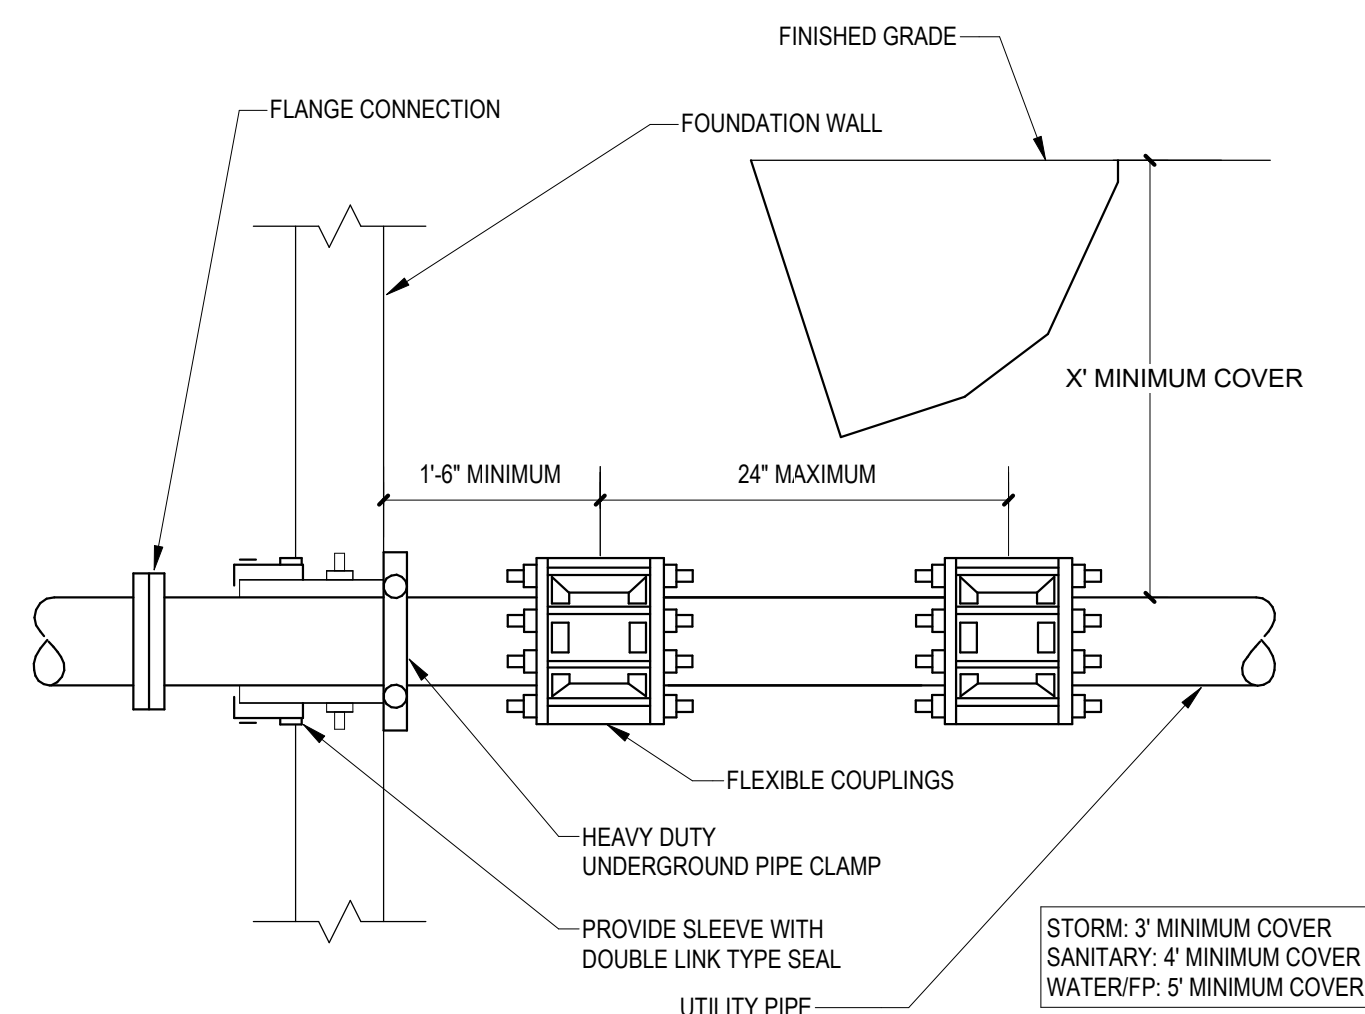 FINISHED GRADE
FLANGE CONNECTION
FOUNDATION WALL
X' MINIMUM COVER
1'-6" MINIMUM
24" MAXIMUM
FLEXIBLE COUPLINGS
HEAVY DUTY
UNDERGROUND PIPE CLAMP
PROVIDE SLEEVE WITH
DOUBLE LINK TYPE SEAL
UTILITY PIPE
STORM: 3' MINIMUM COVER
SANITARY: 4' MINIMUM COVER
WATER/FP: 5' MINIMUM COVER